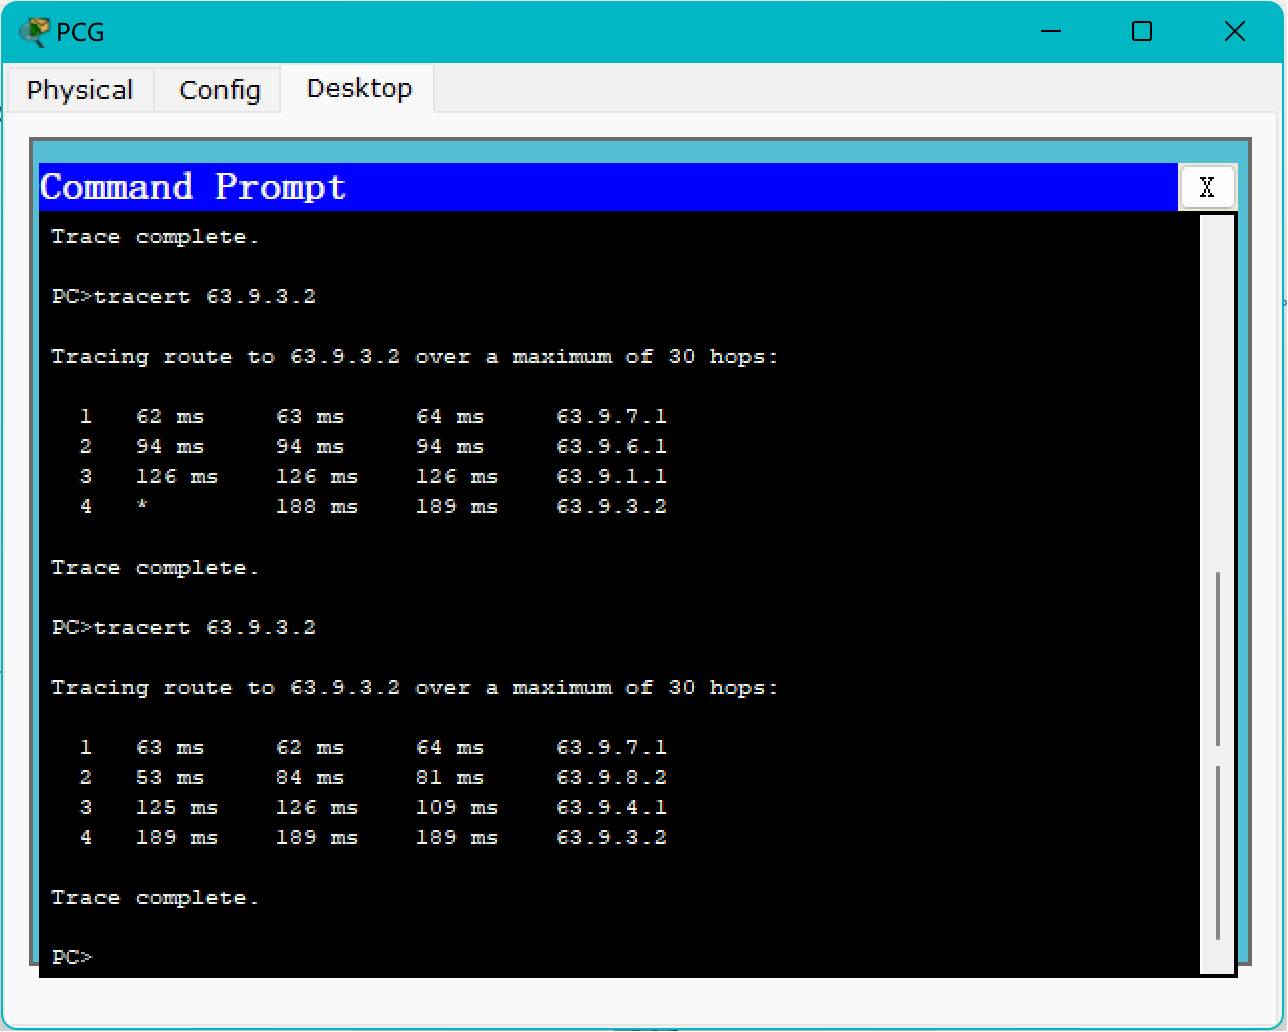 PCG
Physical Config Desktop
Command Prompt X
Trace complete.
PC>tracert 63.9.3.2
Tracing route to 63.9.3.2 over a maximum of 30 hops:
1 62 ms 63 ms 64 ms 63.9.7.1
2 94 ms 94 ms 94 ms 63.9.6.1
3 126 ms 126 ms 126 ms 63.9.1.1
4 * 188 ms 189 ms 63.9.3.2
Trace complete.
PC>tracert 63.9.3.2
Tracing route to 63.9.3.2 over a maximum of 30 hops:
1 63 ms 62 ms 64 ms 63.9.7.1
2 53 ms 84 ms 81 ms 63.9.8.2
3 125 ms 126 ms 109 ms 63.9.4.1
4 189 ms 189 ms 189 ms 63.9.3.2
Trace complete.
PC>